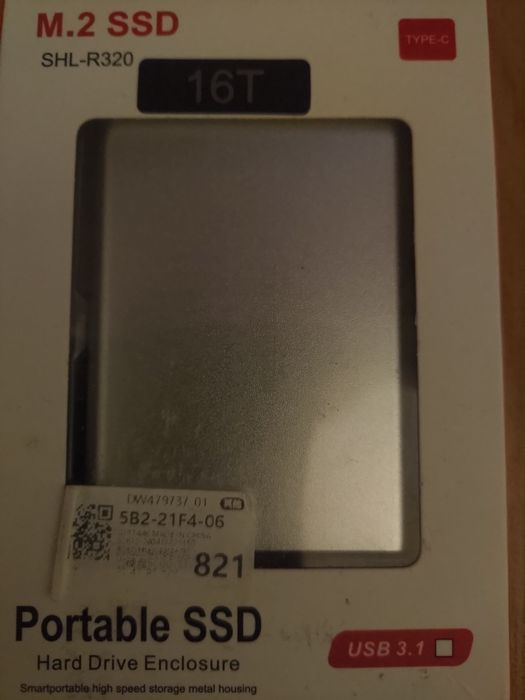 M.2 SSD
TYPE-C
SHL-R320
16T
5B2-21F4-06
821
Portable SSD
Hard Drive Enclosure
USB 3.1
Smartportable high speed storage metal housing